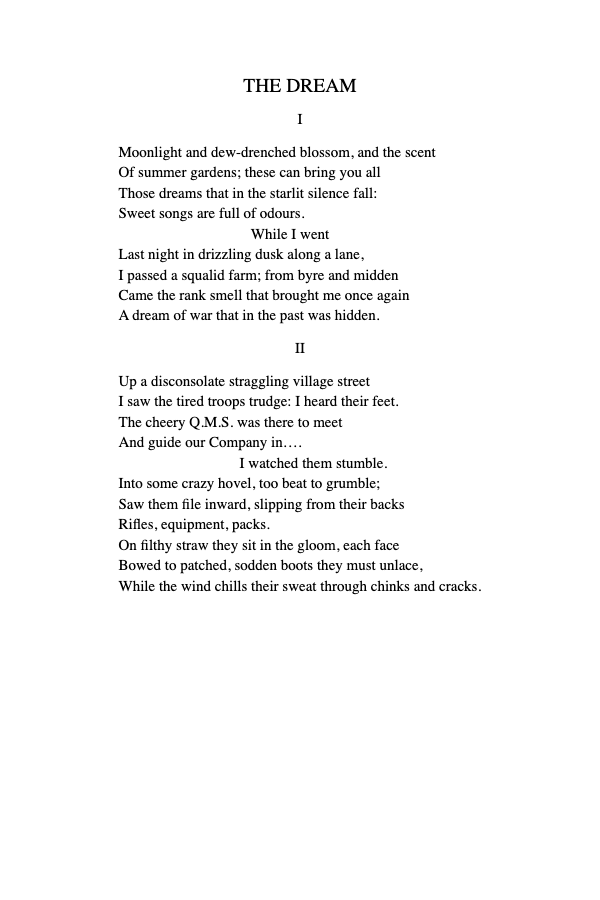 THE DREAM
I
Moonlight and dew-drenched blossom, and the scent
Of summer gardens; these can bring you all
Those dreams that in the starlit silence fall:
Sweet songs are full of odours.
While I went
Last night in drizzling dusk along a lane,
I passed a squalid farm; from byre and midden
Came the rank smell that brought me once again
A dream of war that in the past was hidden.
II
Up a disconsolate straggling village street
I saw the tired troops trudge: I heard their feet.
The cheery Q.M.S. was there to meet
And guide our Company in….
I watched them stumble.
Into some crazy hovel, too beat to grumble;
Saw them file inward, slipping from their backs
Rifles, equipment, packs.
On filthy straw they sit in the gloom, each face
Bowed to patched, sodden boots they must unlace,
While the wind chills their sweat through chinks and cracks.